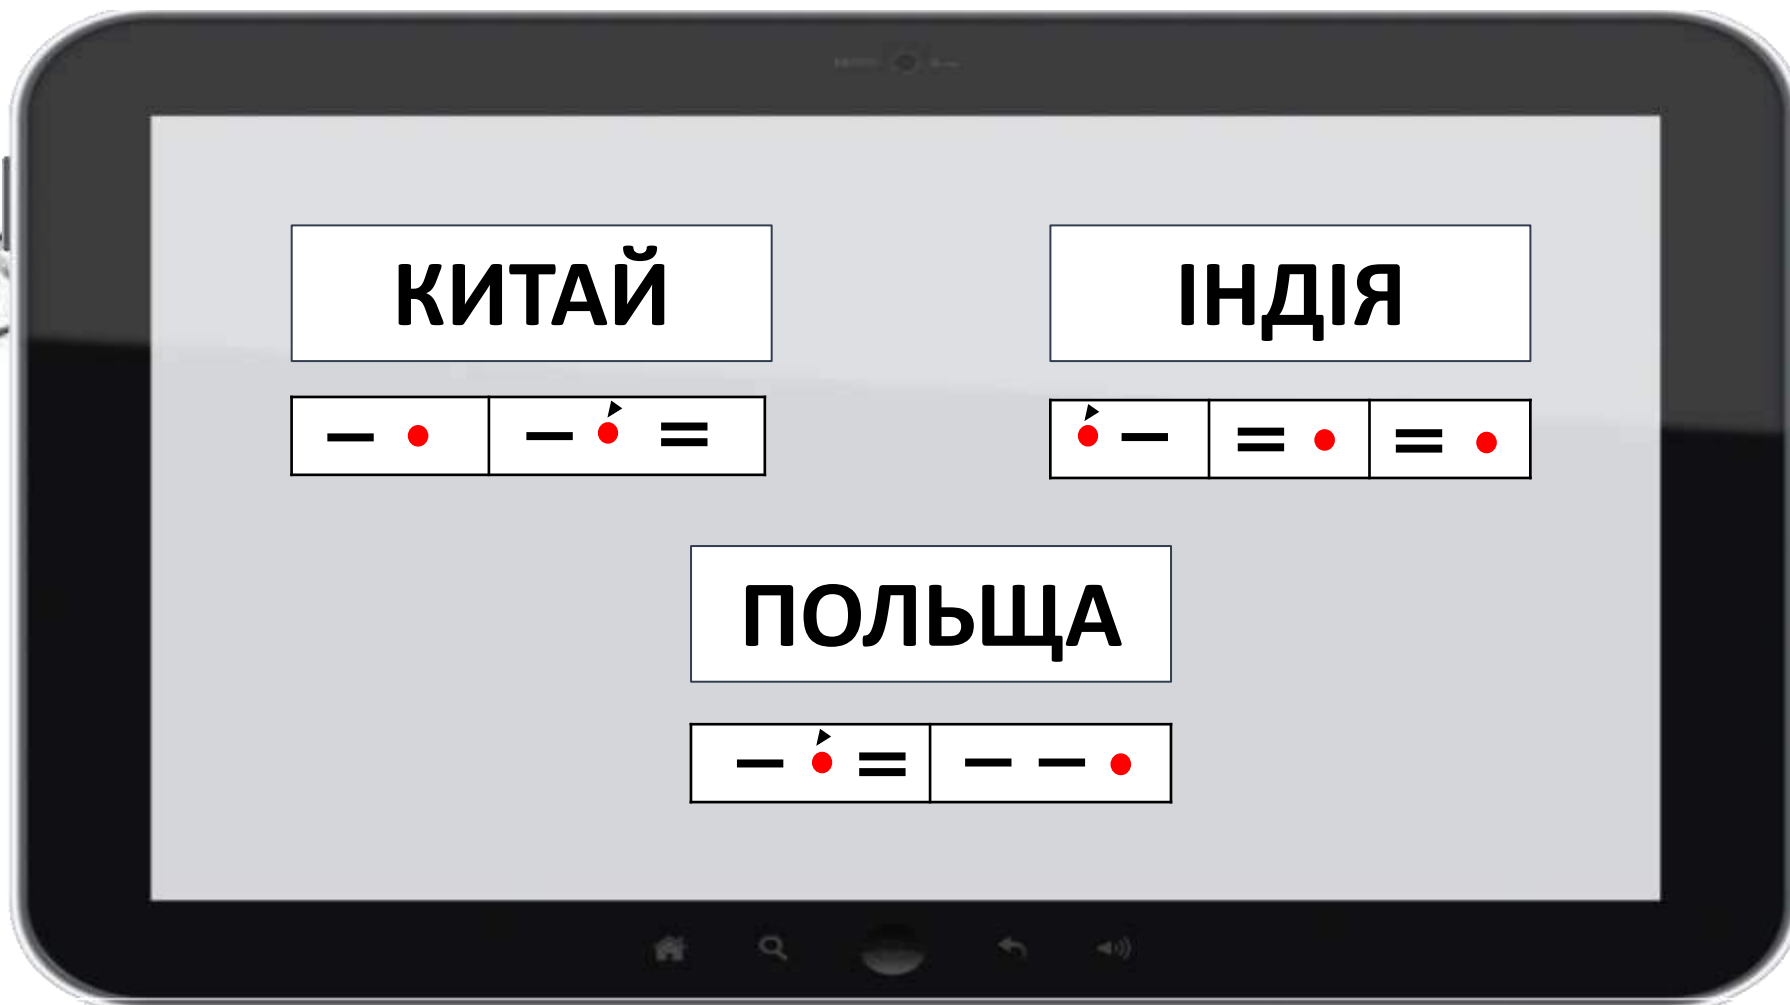 КИТАЙ
ІНДІЯ
– • – •́ =
•́ – = • = •
ПОЛЬЩА
– •́ = – – •